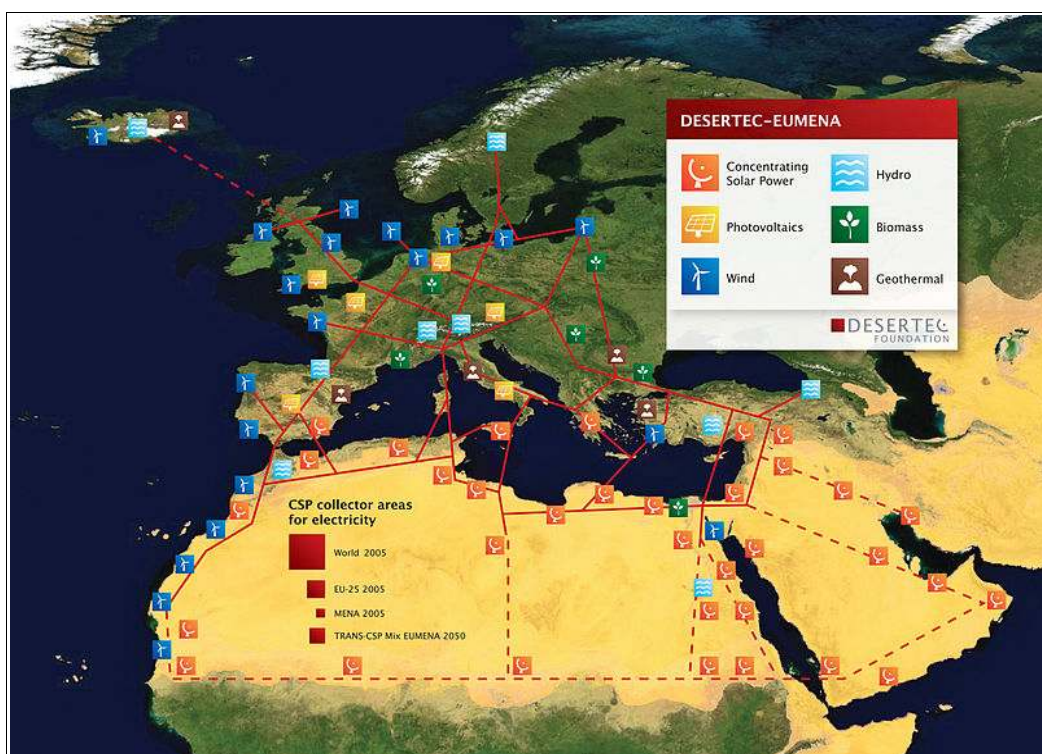 DESERTEC–EUMENA
Concentrating
Solar Power
Hydro
Photovoltaics
Biomass
Wind
Geothermal
DESERTEC
FOUNDATION
CSP collector areas
for electricity
World 2005
EU-25 2005
MENA 2005
TRANS-CSP Mix EUMENA 2050